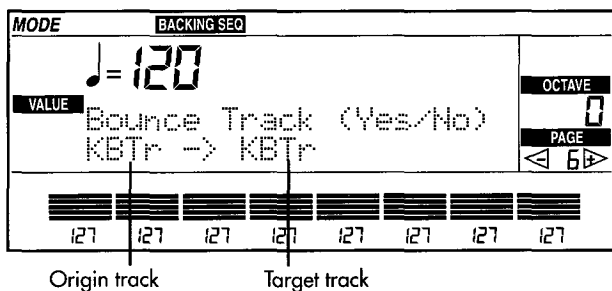 MODE BACKING SEQ
♩=120
OCTAVE
VALUE
0
Bounce Track (Yes/No)
PAGE
KBTr -> KBTr
- 6 +
127 127 127 127 127 127 127 127
Origin track Target track